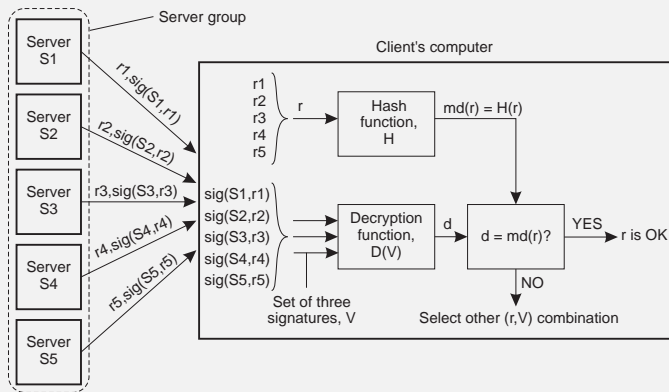 Server group
Server
S1
Server
S2
Server
S3
Server
S4
Server
S5
r1,sig(S1,r1)
r2,sig(S2,r2)
r3,sig(S3,r3)
r4,sig(S4,r4)
r5,sig(S5,r5)
Client's computer
r1
r2
r3
r4
r5
r
Hash
function,
H
md(r) = H(r)
sig(S1,r1)
sig(S2,r2)
sig(S3,r3)
sig(S4,r4)
sig(S5,r5)
Set of three
signatures, V
Decryption
function,
D(V)
d
d = md(r)?
YES
r is OK
NO
Select other (r,V) combination